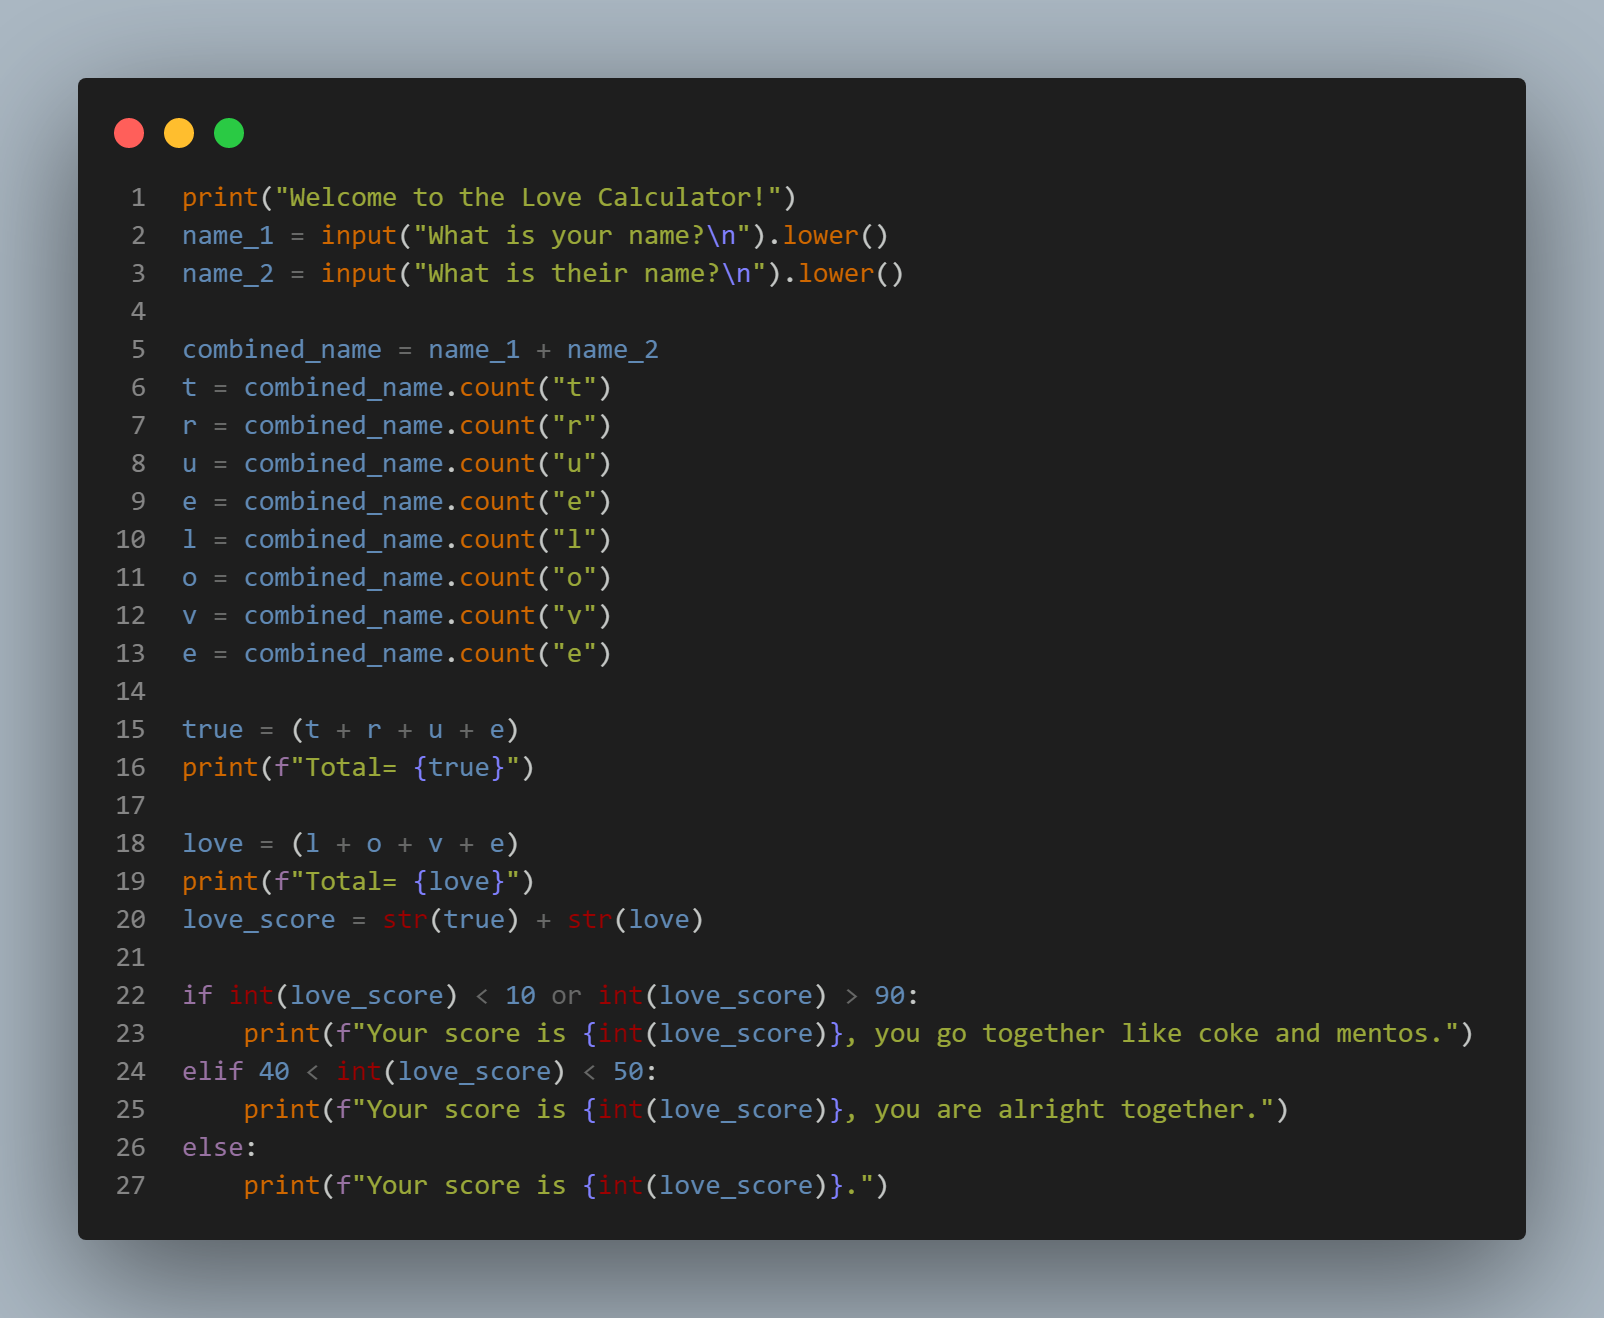 1 print("Welcome to the Love Calculator!")
2 name_1 = input("What is your name?\n").lower()
3 name_2 = input("What is their name?\n").lower()
4
5 combined_name = name_1 + name_2
6 t = combined_name.count("t")
7 r = combined_name.count("r")
8 u = combined_name.count("u")
9 e = combined_name.count("e")
10 l = combined_name.count("l")
11 o = combined_name.count("o")
12 v = combined_name.count("v")
13 e = combined_name.count("e")
14
15 true = (t + r + u + e)
16 print(f"Total= {true}")
17
18 love = (l + o + v + e)
19 print(f"Total= {love}")
20 love_score = str(true) + str(love)
21
22 if int(love_score) < 10 or int(love_score) > 90:
23     print(f"Your score is {int(love_score)}, you go together like coke and mentos.")
24 elif 40 < int(love_score) < 50:
25     print(f"Your score is {int(love_score)}, you are alright together.")
26 else:
27     print(f"Your score is {int(love_score)}.")